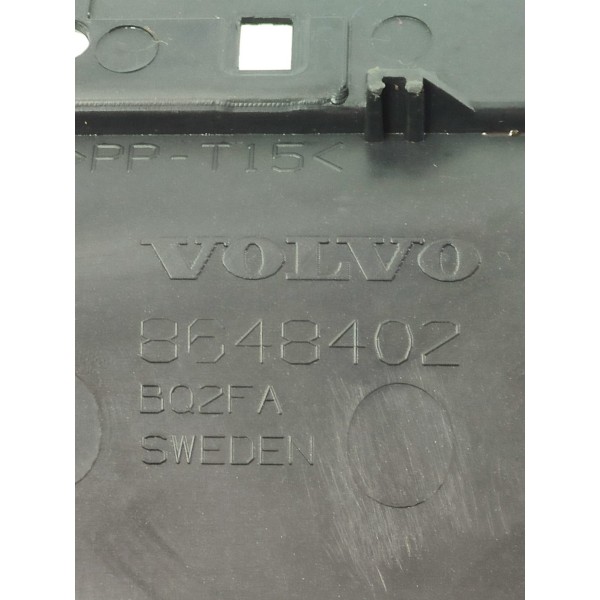 >PP-T15<
VOLVO
8648402
BQ2FA
SWEDEN